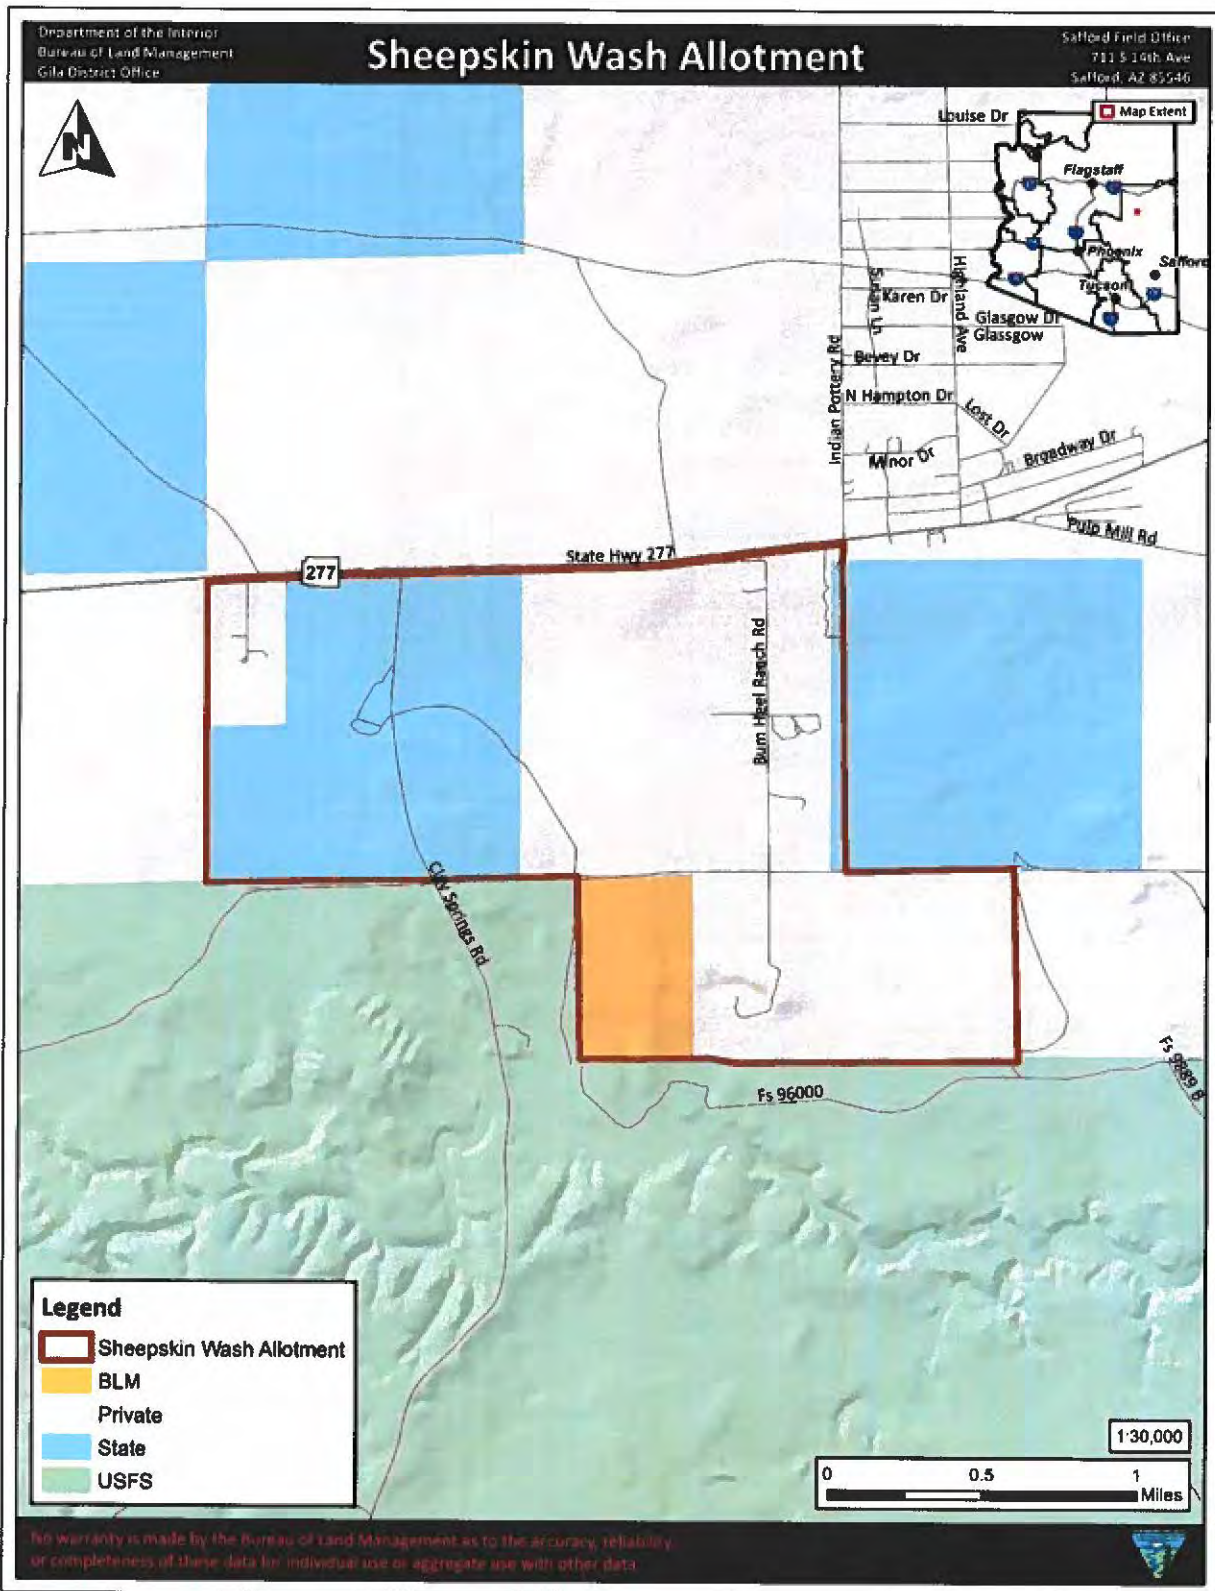 Department of the Interior
Bureau of Land Management
Gila District Office
Sheepskin Wash Allotment
Safford Field Office
711 S 14th Ave
Safford, AZ 85546
N
Map Extent
Louise Dr
Flagstaff
Phoenix
Safford
Tucson
Susan Ln
Highland Ave
Karen Dr
Glasgow Dr
Glassgow
Indian Pottery Rd
Bevey Dr
N Hampton Dr
Lost Dr
Minor Dr
Broadway Dr
Pulp Mill Rd
State Hwy 277
277
Bum Heel Ranch Rd
Clay Springs Rd
Fs 9889 B
Fs 96000
Legend
Sheepskin Wash Allotment
BLM
Private
State
USFS
1:30,000
0 0.5 1
Miles
No warranty is made by the Bureau of Land Management as to the accuracy, reliability,
or completeness of these data for individual use or aggregate use with other data.